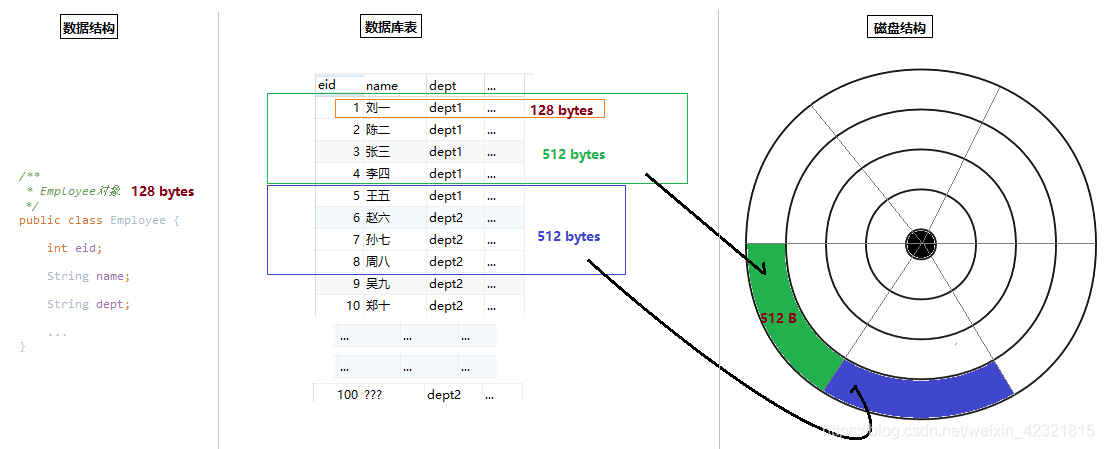 数据结构
数据库表
磁盘结构
/**
* Employee对象 128 bytes
*/
public class Employee {
int eid;
String name;
String dept;
...
}
eid name dept ...
1 刘一 dept1 ... 128 bytes
2 陈二 dept1 ...
3 张三 dept1 ... 512 bytes
4 李四 dept1 ...
5 王五 dept1 ...
6 赵六 dept2 ...
7 孙七 dept2 ... 512 bytes
8 周八 dept2 ...
9 吴九 dept2 ...
10 郑十 dept2 ...
... ... ...
... ... ...
100 ??? dept2 ...
512 B
https://blog.csdn.net/weixin_42321815